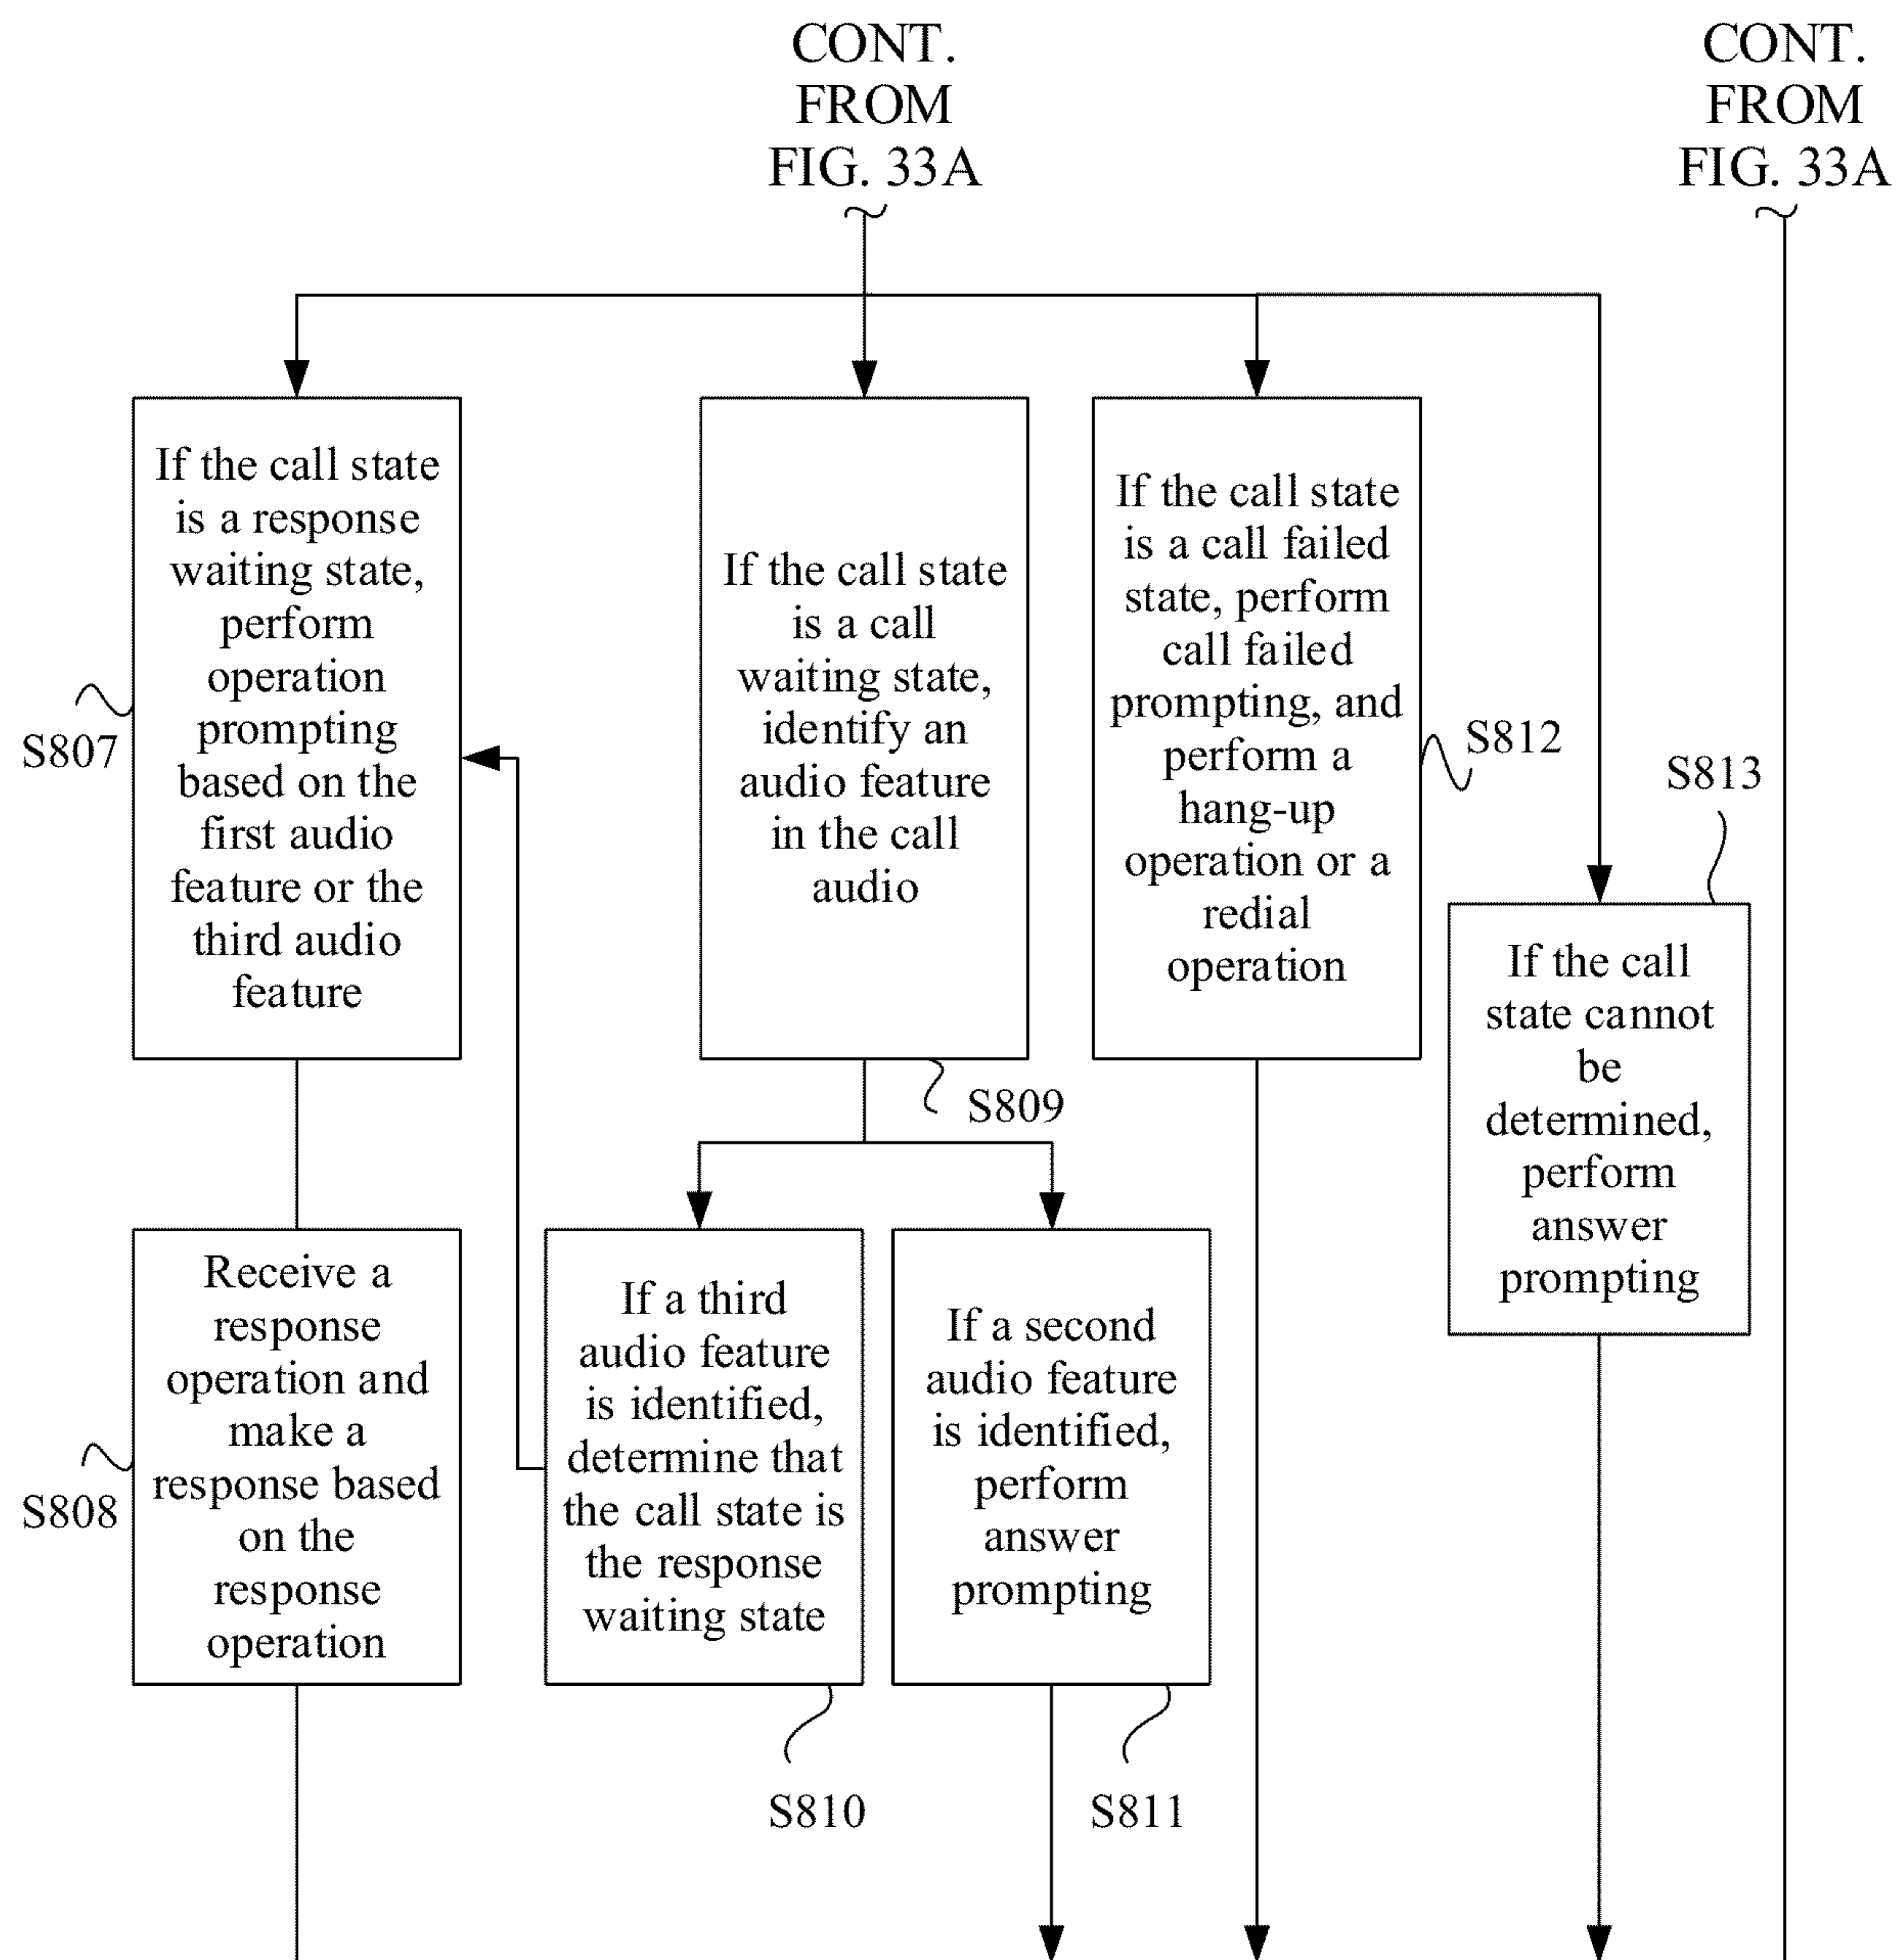 CONT.
FROM
FIG. 33A
CONT.
FROM
FIG. 33A
If the call state
is a response
waiting state,
perform
operation
prompting
based on the
first audio
feature or the
third audio
feature
S807
If the call state
is a call
waiting state,
identify an
audio feature
in the call
audio
S809
If the call state
is a call failed
state, perform
call failed
prompting, and
perform a
hang-up
operation or a
redial
operation
S812
S813
If the call
state cannot
be
determined,
perform
answer
prompting
Receive a
response
operation and
make a
response based
on the
response
operation
S808
If a third
audio feature
is identified,
determine that
the call state is
the response
waiting state
S810
If a second
audio feature
is identified,
perform
answer
prompting
S811